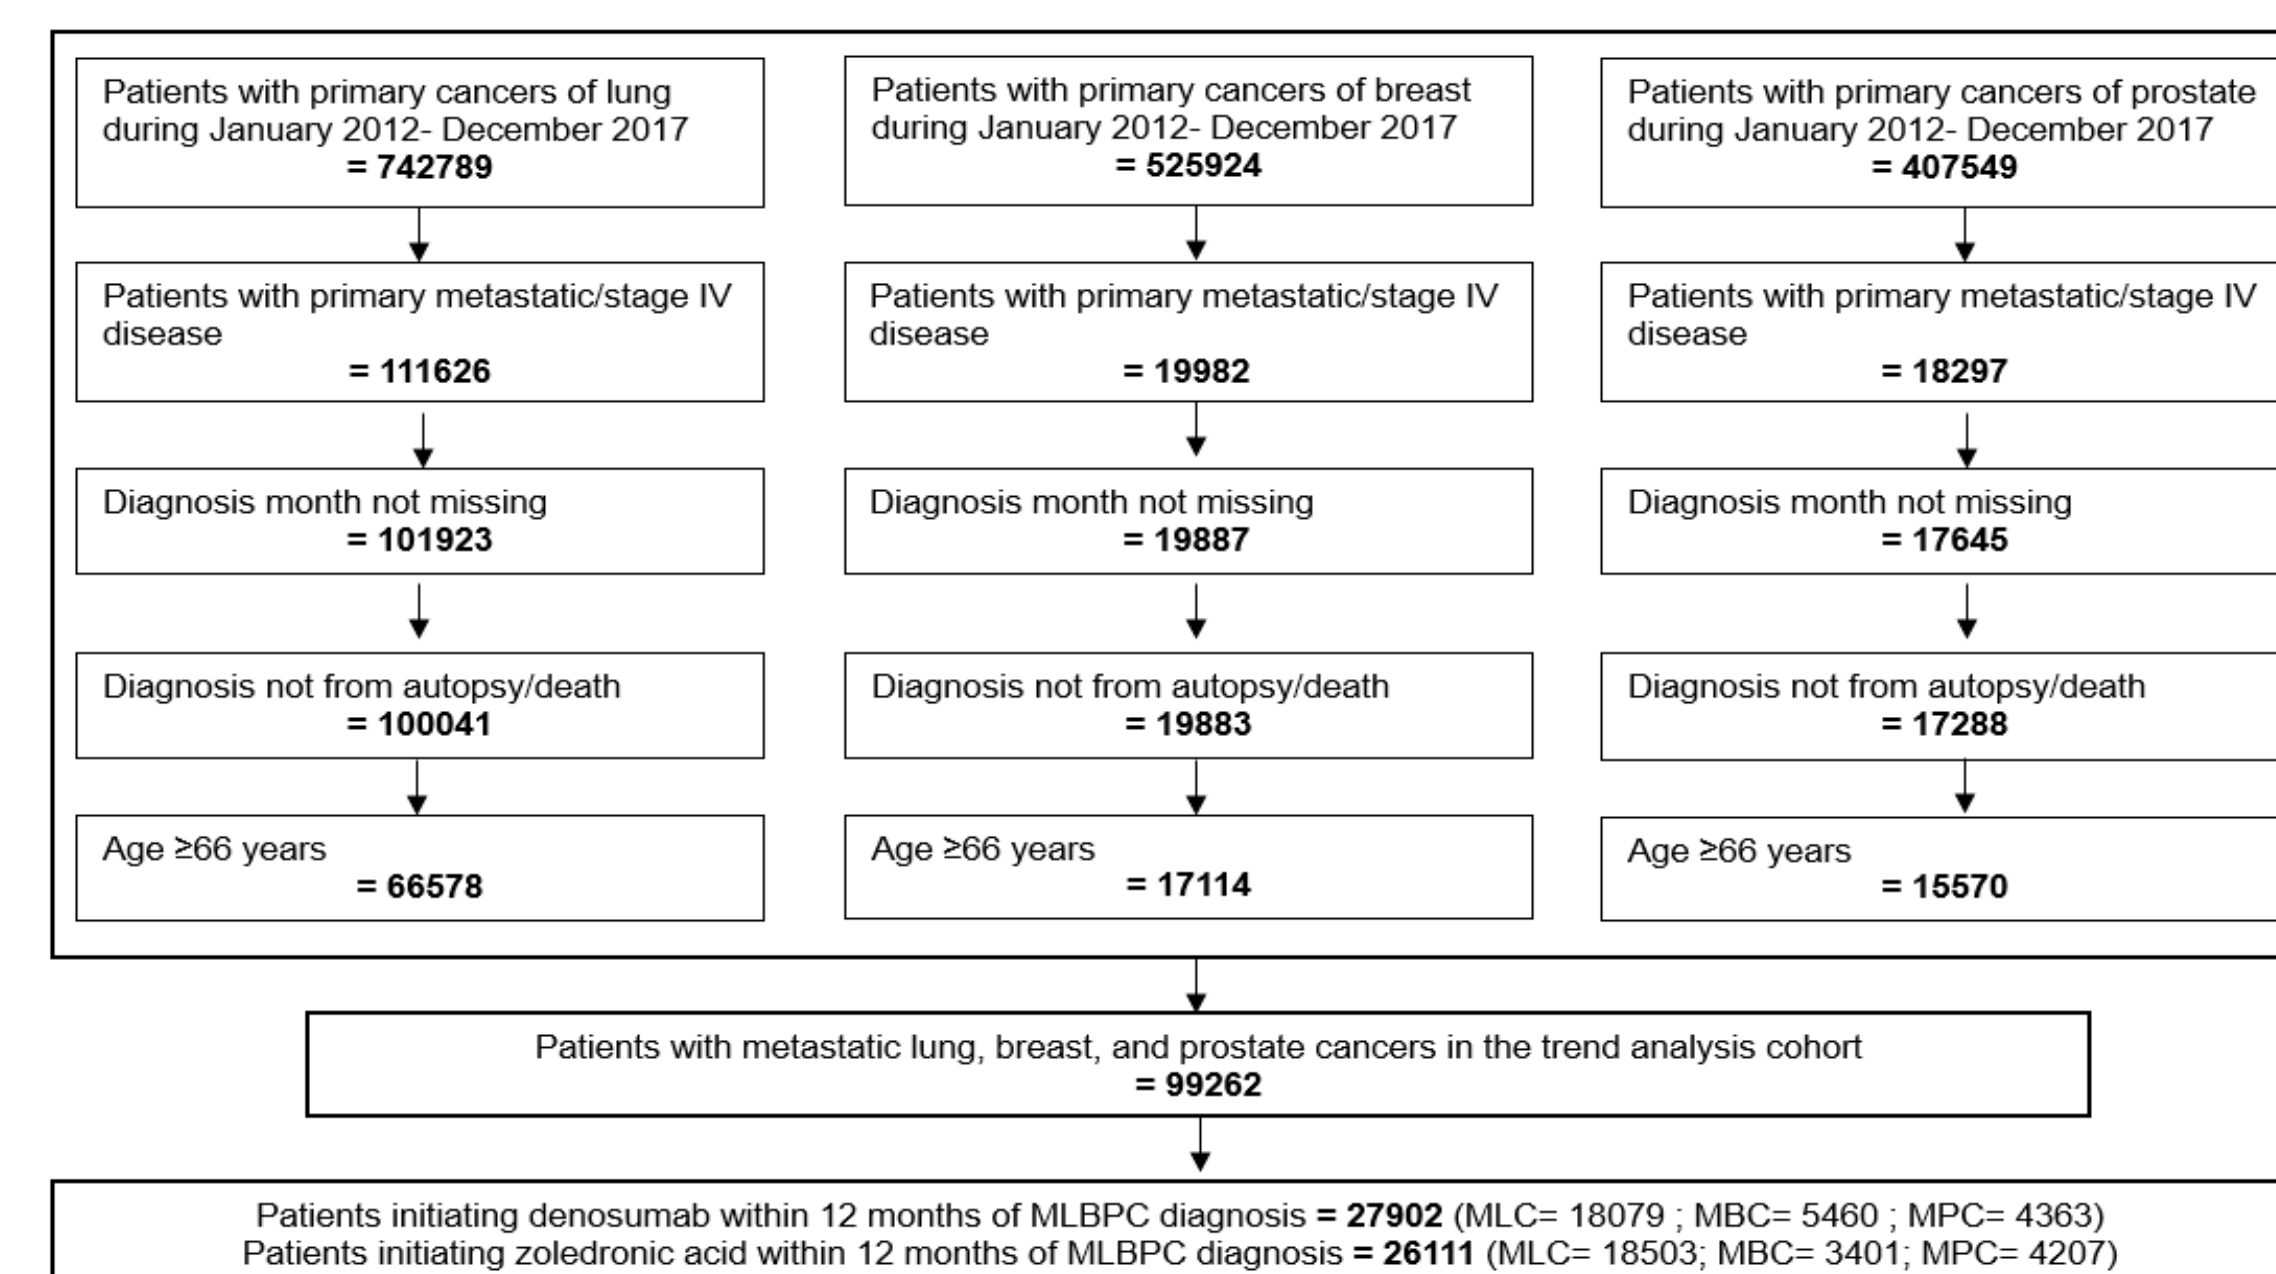 Patients with primary cancers of lung
during January 2012- December 2017
= 742789
Patients with primary metastatic/stage IV
disease
= 111626
Diagnosis month not missing
= 101923
Diagnosis not from autopsy/death
= 100041
Age ≥66 years
= 66578
Patients with primary cancers of breast
during January 2012- December 2017
= 525924
Patients with primary metastatic/stage IV
disease
= 19982
Diagnosis month not missing
= 19887
Diagnosis not from autopsy/death
= 19883
Age ≥66 years
= 17114
Patients with primary cancers of prostate
during January 2012- December 2017
= 407549
Patients with primary metastatic/stage IV
disease
= 18297
Diagnosis month not missing
= 17645
Diagnosis not from autopsy/death
= 17288
Age ≥66 years
= 15570
Patients with metastatic lung, breast, and prostate cancers in the trend analysis cohort
= 99262
Patients initiating denosumab within 12 months of MLBPC diagnosis = 27902 (MLC= 18079 ; MBC= 5460 ; MPC= 4363)
Patients initiating zoledronic acid within 12 months of MLBPC diagnosis = 26111 (MLC= 18503; MBC= 3401; MPC= 4207)